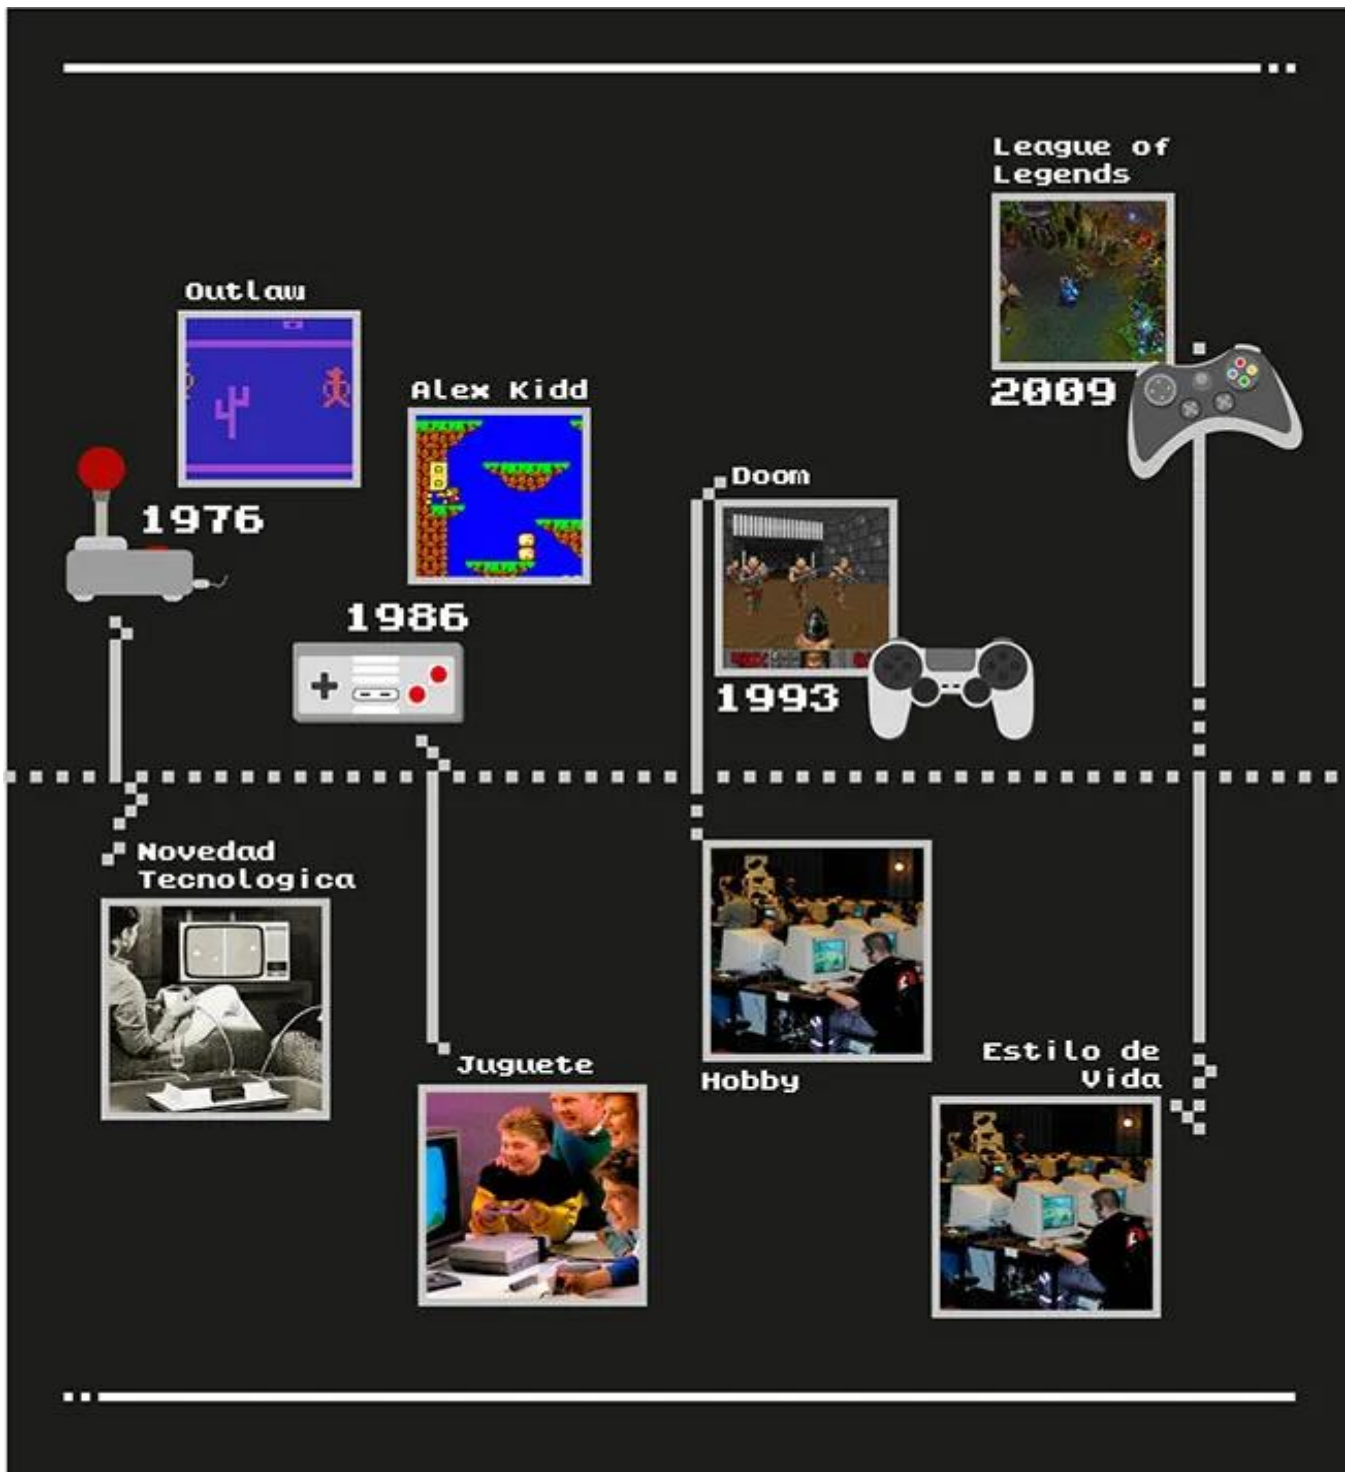 League of
Legends
2009
Outlaw
1976
Alex Kidd
1986
Doom
1993
Novedad
Tecnologica
Juguete
Hobby
Estilo de
Vida